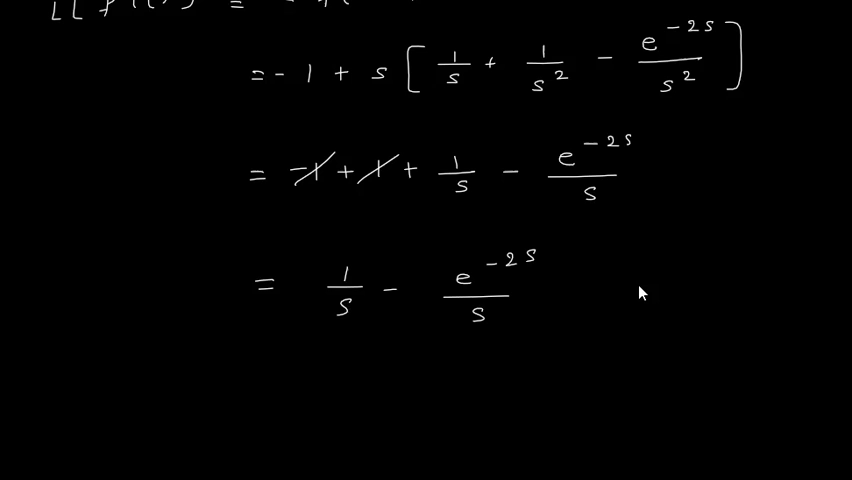 = - 1 + s [ 1/s + 1/s² - e^{-2s}/s² ]
= -1 + 1 + 1/s - e^{-2s}/s
= 1/s - e^{-2s}/s